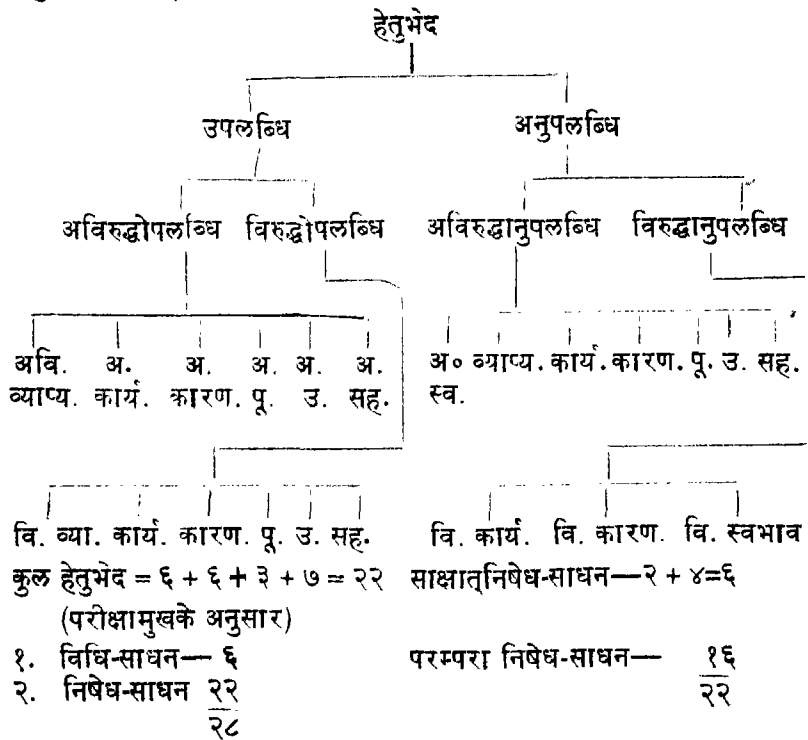 हेतुभेद
उपलब्धि अनुपलब्धि
अविरुद्धोपलब्धि विरुद्धोपलब्धि अविरुद्धानुपलब्धि विरुद्धानुपलब्धि
अवि. अ. अ. अ. अ. अ. अ० व्याप्य. कार्य. कारण. पू. उ. सह.
व्याप्य. कार्य. कारण. पू. उ. सह. स्व.
वि. व्या. कार्य. कारण. पू. उ. सह. वि. कार्य. वि. कारण. वि. स्वभाव
कुल हेतुभेद = ६ + ६ + ३ + ७ = २२ साक्षात्निषेध-साधन—२ + ४=६
(परीक्षामुखके अनुसार)
१. विधि-साधन— ६ परम्परा निषेध-साधन— १६
२. निषेध-साधन २२ २२
२८